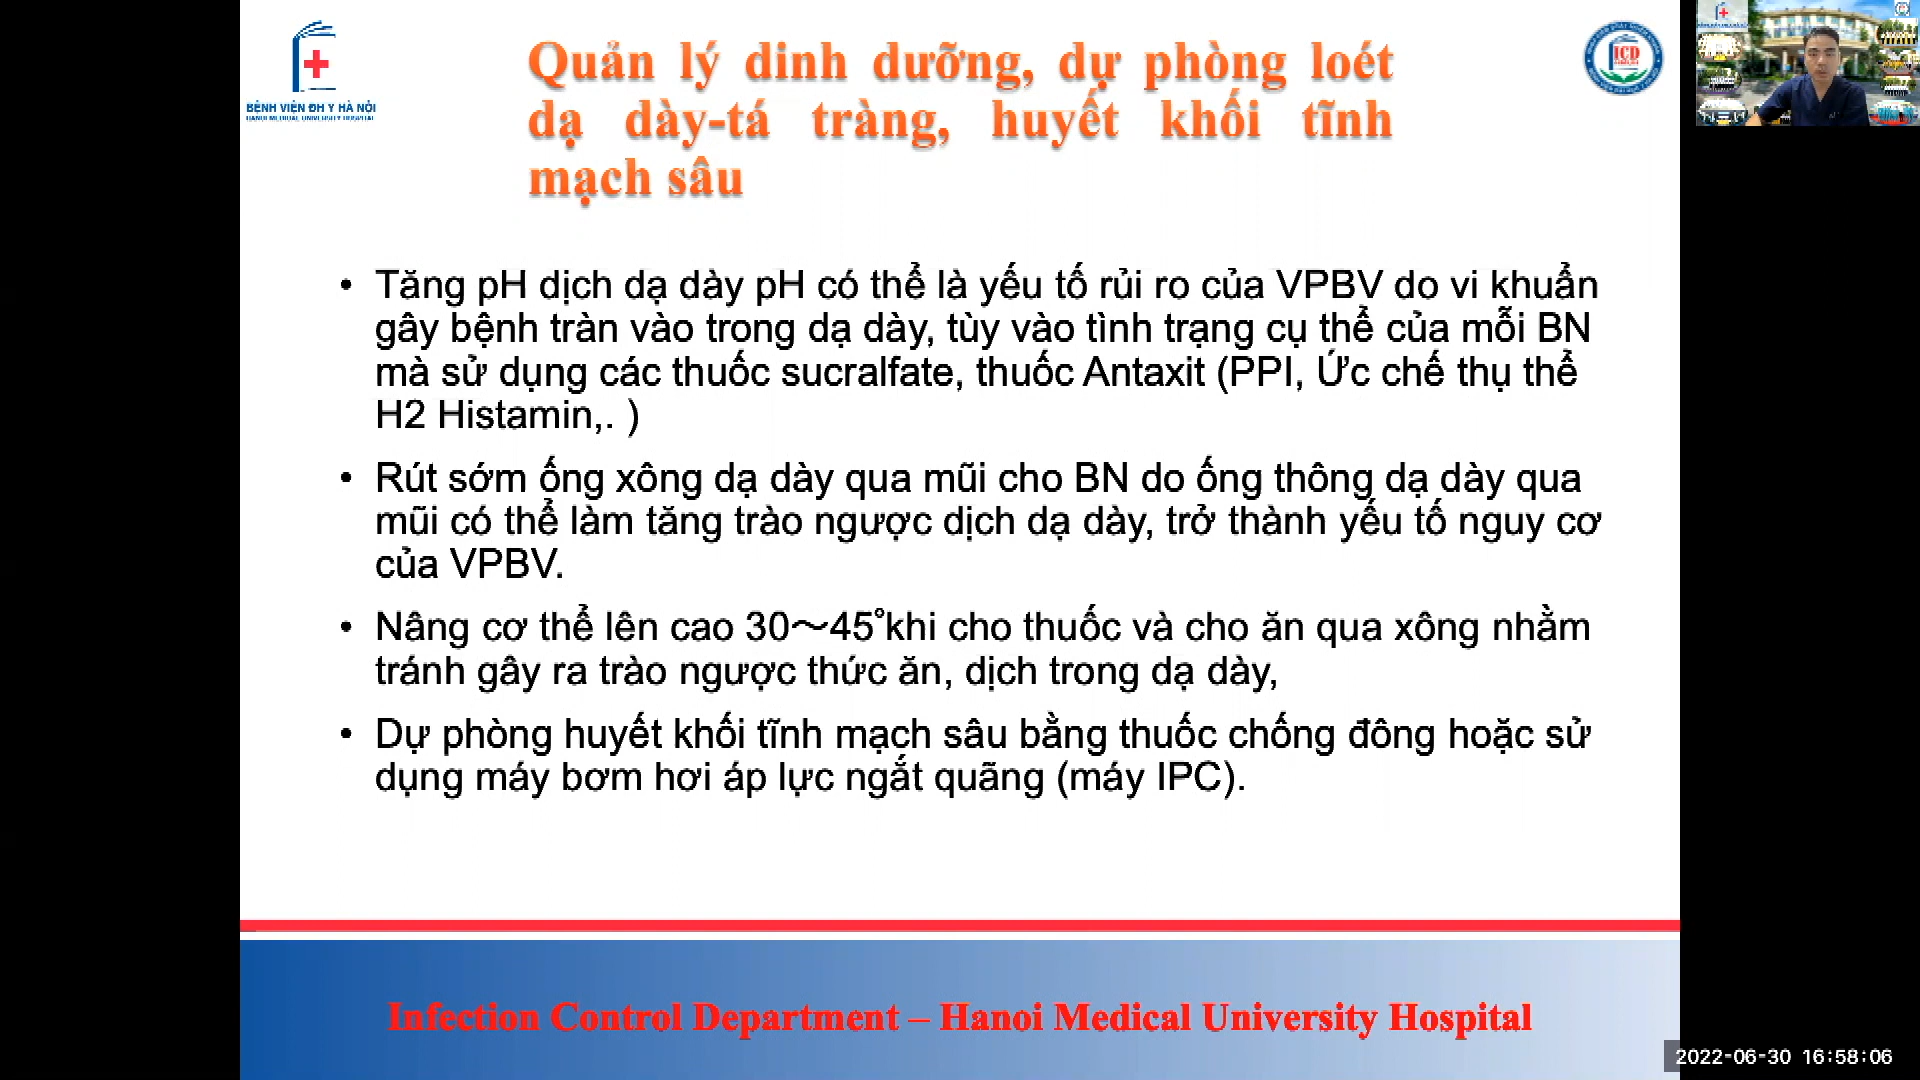 BỆNH VIỆN ĐH Y HÀ NỘI
HANOI MEDICAL UNIVERSITY HOSPITAL
Quản lý dinh dưỡng, dự phòng loét
dạ dày-tá tràng, huyết khối tĩnh
mạch sâu
ICD
• Tăng pH dịch dạ dày pH có thể là yếu tố rủi ro của VPBV do vi khuẩn
gây bệnh tràn vào trong dạ dày, tùy vào tình trạng cụ thể của mỗi BN
mà sử dụng các thuốc sucralfate, thuốc Antaxit (PPI, Ức chế thụ thể
H2 Histamin,. )
• Rút sớm ống xông dạ dày qua mũi cho BN do ống thông dạ dày qua
mũi có thể làm tăng trào ngược dịch dạ dày, trở thành yếu tố nguy cơ
của VPBV.
• Nâng cơ thể lên cao 30～45°khi cho thuốc và cho ăn qua xông nhằm
tránh gây ra trào ngược thức ăn, dịch trong dạ dày,
• Dự phòng huyết khối tĩnh mạch sâu bằng thuốc chống đông hoặc sử
dụng máy bơm hơi áp lực ngắt quãng (máy IPC).
Infection Control Department – Hanoi Medical University Hospital
2022-06-30 16:58:06